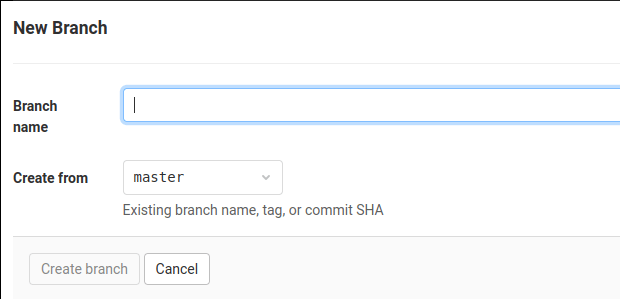 New Branch
Branch
name
Create from
master
Existing branch name, tag, or commit SHA
Create branch
Cancel